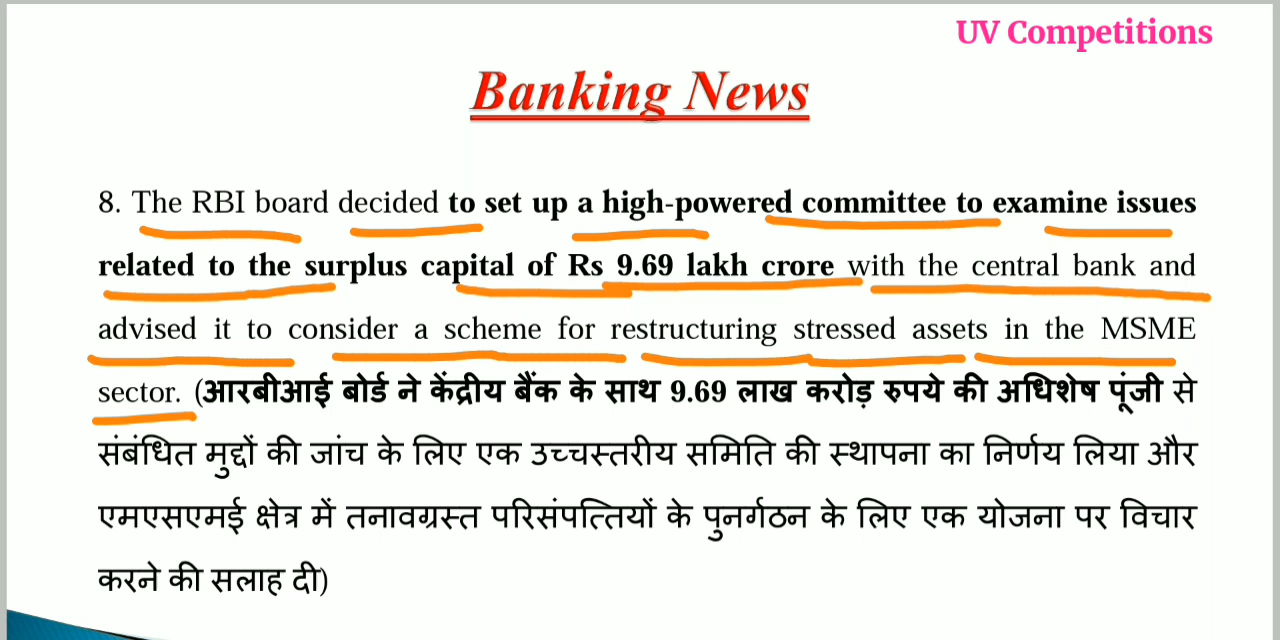 UV Competitions
Banking News
8. The RBI board decided to set up a high-powered committee to examine issues
related to the surplus capital of Rs 9.69 lakh crore with the central bank and
advised it to consider a scheme for restructuring stressed assets in the MSME
sector. (आरबीआई बोर्ड ने केंद्रीय बैंक के साथ 9.69 लाख करोड़ रुपये की अधिशेष पूंजी से
संबंधित मुद्दों की जांच के लिए एक उच्चस्तरीय समिति की स्थापना का निर्णय लिया और
एमएसएमई क्षेत्र में तनावग्रस्त परिसंपत्तियों के पुनर्गठन के लिए एक योजना पर विचार
करने की सलाह दी)